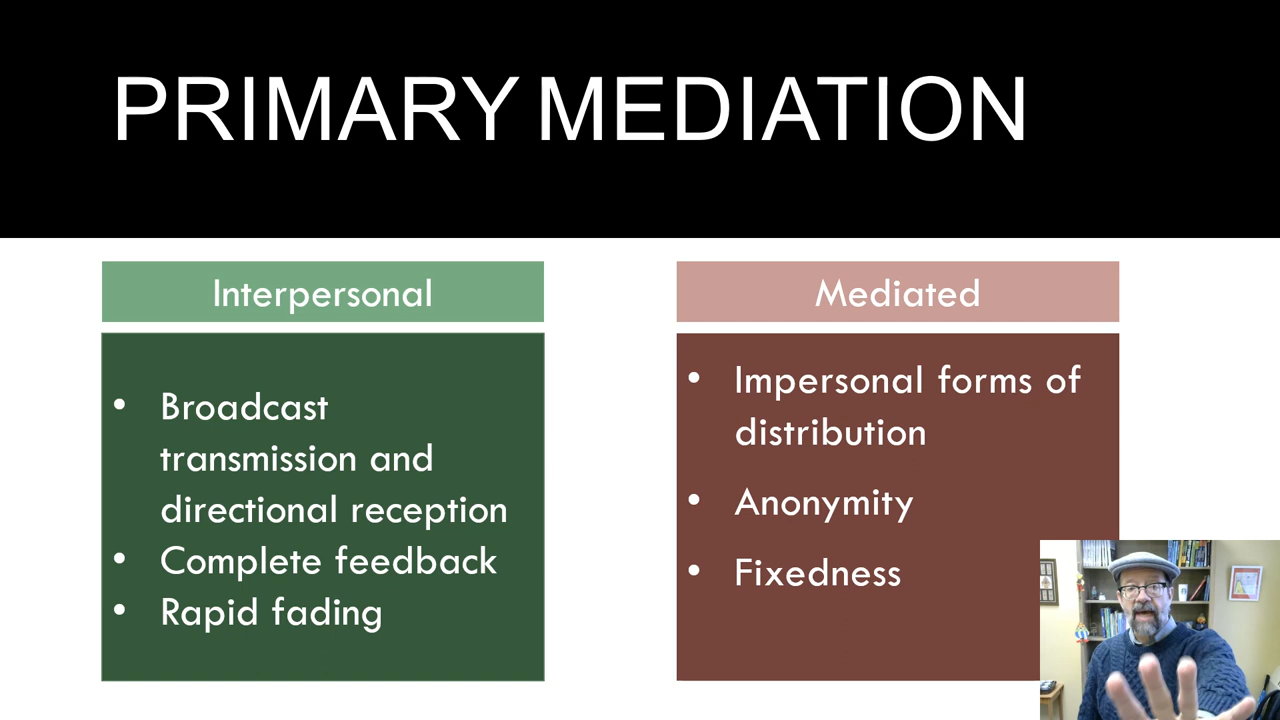 PRIMARY MEDIATION
Interpersonal
• Broadcast
transmission and
directional reception
• Complete feedback
• Rapid fading
Mediated
• Impersonal forms of
distribution
• Anonymity
• Fixedness